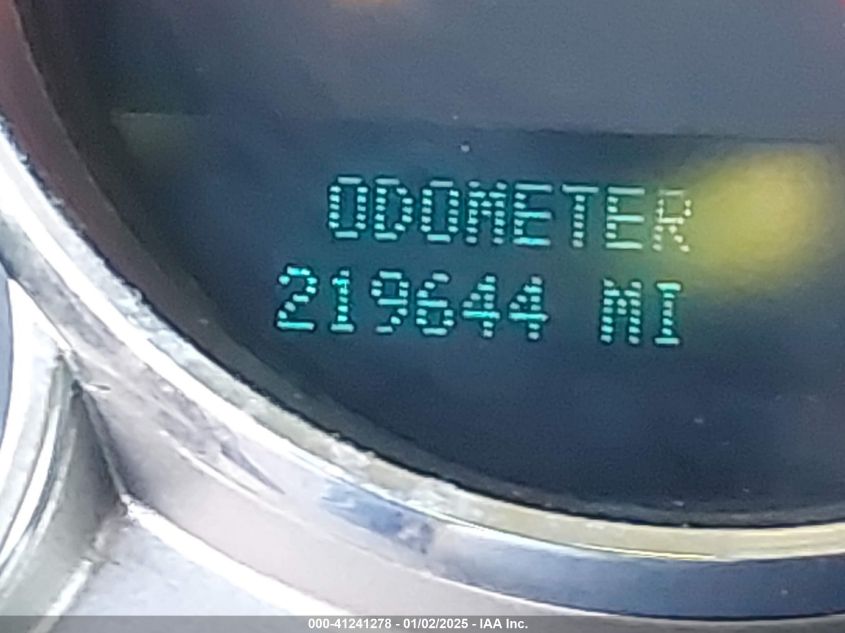 ODOMETER
219644 MI
000-41241278 - 01/02/2025 - IAA Inc.